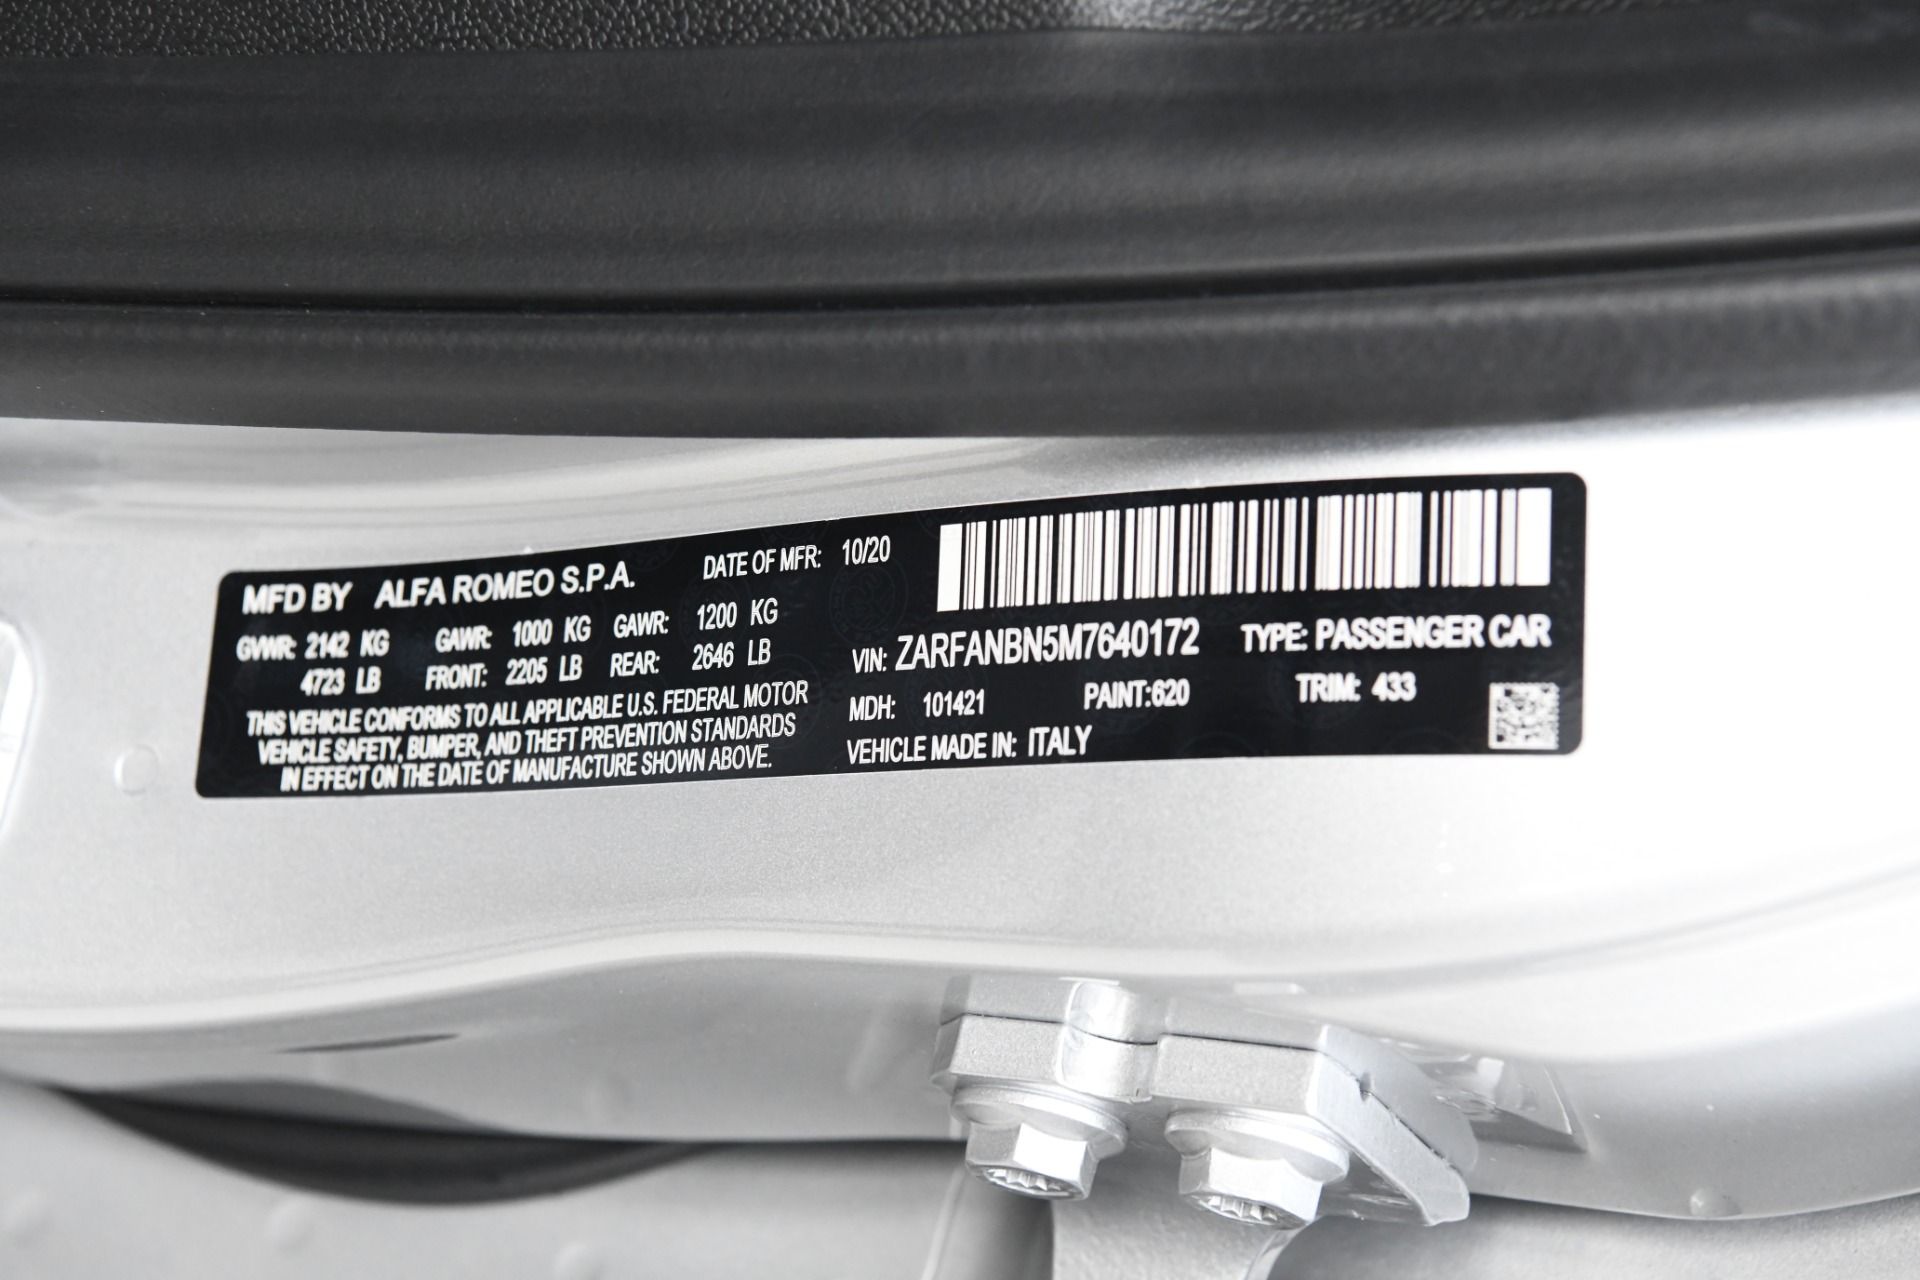 MFD BY ALFA ROMEO S.P.A. DATE OF MFR: 10/20
GVWR: 2142 KG GAWR: 1000 KG GAWR: 1200 KG
4723 LB FRONT: 2205 LB REAR: 2646 LB
THIS VEHICLE CONFORMS TO ALL APPLICABLE U.S. FEDERAL MOTOR
VEHICLE SAFETY, BUMPER, AND THEFT PREVENTION STANDARDS
IN EFFECT ON THE DATE OF MANUFACTURE SHOWN ABOVE.
VIN: ZARFANBN5M7640172 TYPE: PASSENGER CAR
MDH: 101421 PAINT:620 TRIM: 433
VEHICLE MADE IN: ITALY